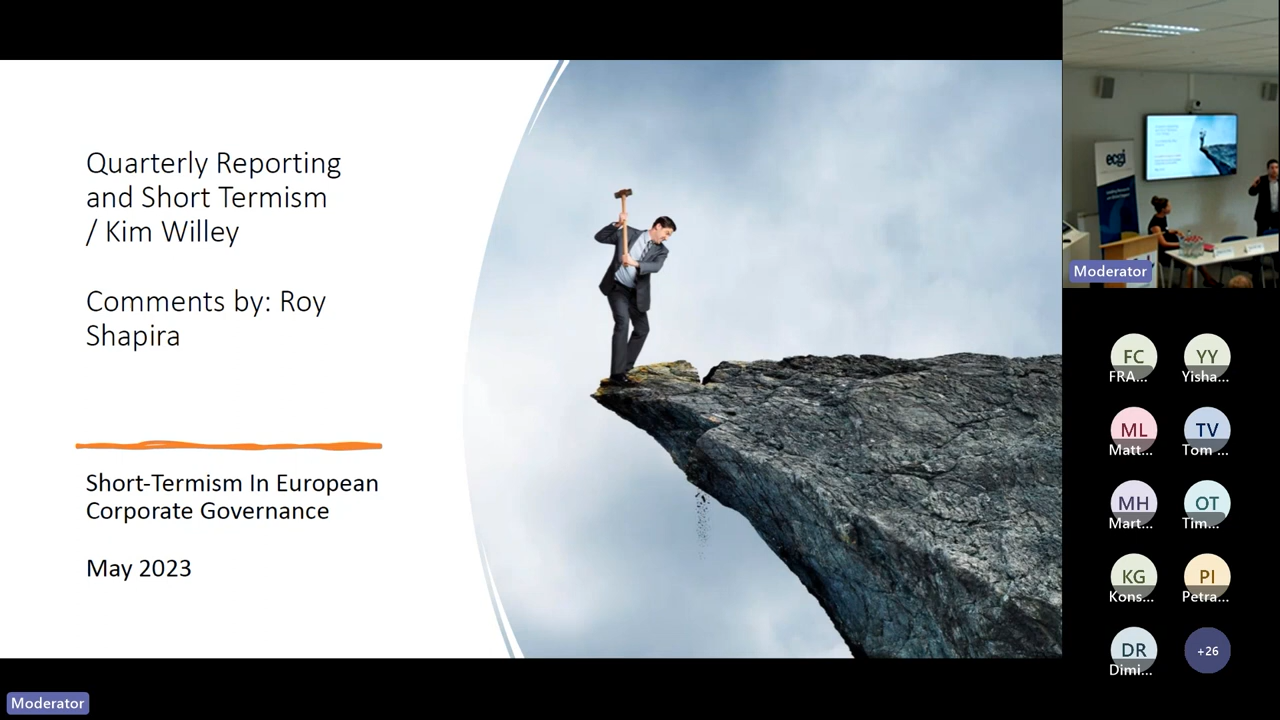 Quarterly Reporting
and Short Termism
/ Kim Willey
Comments by: Roy
Shapira
Short-Termism In European
Corporate Governance
May 2023
Moderator
ecgi
Moderator
FC
FRA...
YY
Yisha...
ML
Matt...
TV
Tom ...
MH
Mart...
OT
Tim...
KG
Kons...
PI
Petra...
DR
Dimi...
+26